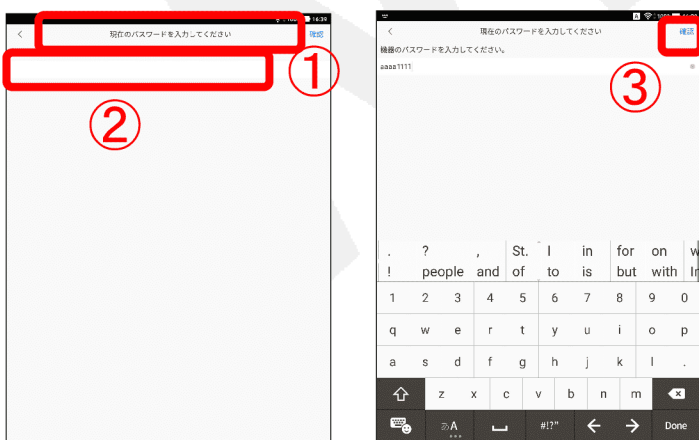 16:39
現在のパスワードを入力してください
確認
①
②
現在のパスワードを入力してください
確認
機器のパスワードを入力してください。
aaaa1111
③
. ? , St. I in for on
! people and of to is but with
1 2 3 4 5 6 7 8 9 0
q w e r t y u i o p
a s d f g h j k l .
z x c v b n m
あA #!?" Done